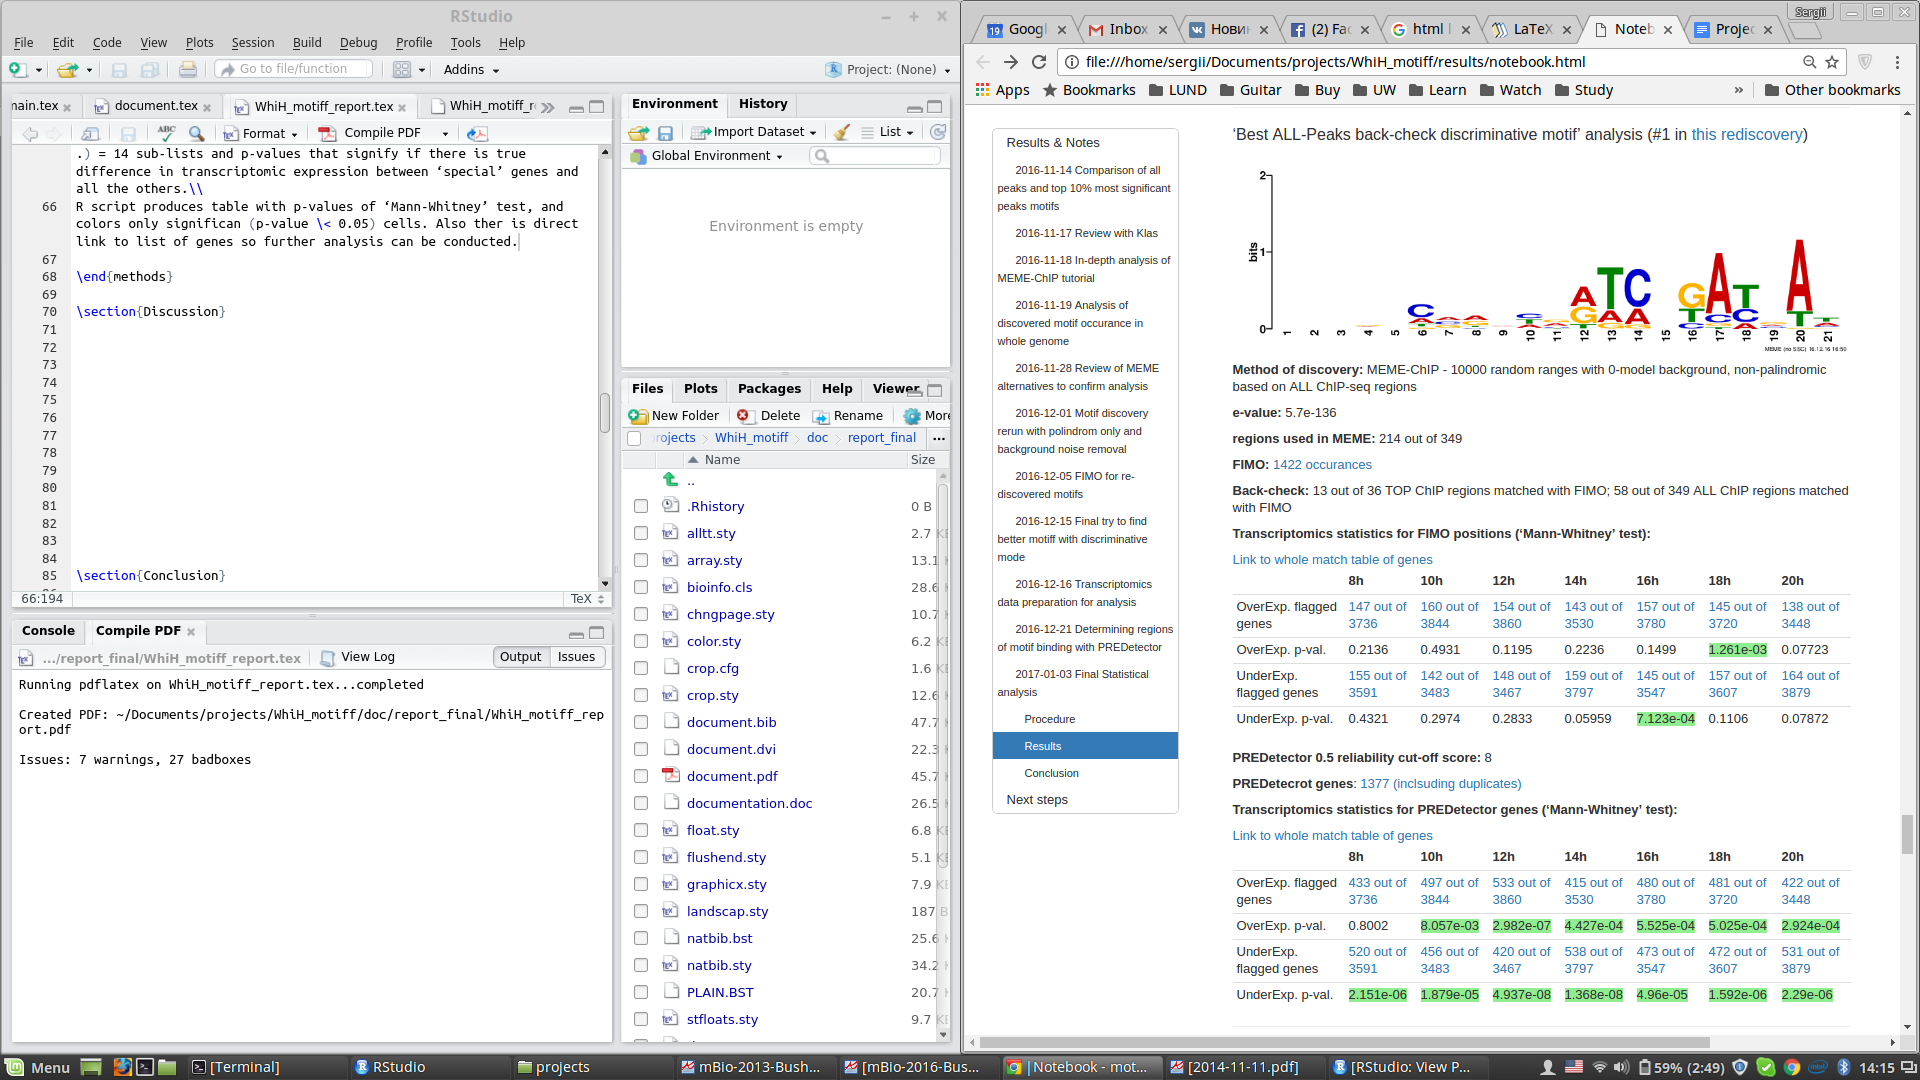 RStudio
File Edit Code View Plots Session Build Debug Profile Tools Help
Go to file/function Addins Project: (None)
nain.tex document.tex WhiH_motiff_report.tex WhiH_motiff_r
Format Compile PDF
.) = 14 sub-lists and p-values that signify if there is true
difference in transcriptomic expression between ‘special’ genes and
all the others.\\
66 R script produces table with p-values of ‘Mann-Whitney’ test, and
colors only significan (p-value \< 0.05) cells. Also ther is direct
link to list of genes so further analysis can be conducted.
67
68 \end{methods}
69
70 \section{Discussion}
71
72
73
74
75
76
77
78
79
80
81
82
83
84
85 \section{Conclusion}
66:194 TeX
Console Compile PDF
.../report_final/WhiH_motiff_report.tex View Log Output Issues
Running pdflatex on WhiH_motiff_report.tex...completed
Created PDF: ~/Documents/projects/WhiH_motiff/doc/report_final/WhiH_motiff_rep
ort.pdf
Issues: 7 warnings, 27 badboxes
Environment History
Import Dataset List
Global Environment
Environment is empty
Files Plots Packages Help Viewer
New Folder Delete Rename More
rojects WhiH_motiff doc report_final ...
Name Size
..
.Rhistory 0 B
alltt.sty 2.7 KB
array.sty 13.1
bioinfo.cls 28.6
chngpage.sty 10.7
color.sty 6.2 KB
crop.cfg 1.6 KB
crop.sty 12.6
document.bib 47.7
document.dvi 22.3
document.pdf 45.7
documentation.doc 26.5
float.sty 6.8 KB
flushend.sty 5.1 KB
graphicx.sty 7.9 KB
landscap.sty 187 B
natbib.bst 25.6
natbib.sty 34.2
PLAIN.BST 20.7
stfloats.sty 9.7 KB
Sergii
Googl Inbox Нови (2) Fac html l LaTeX Noteb Projec
file:///home/sergii/Documents/projects/WhiH_motiff/results/notebook.html
Apps Bookmarks LUND Guitar Buy UW Learn Watch Study » Other bookmarks
Results & Notes
2016-11-14 Comparison of all
peaks and top 10% most significant
peaks motifs
2016-11-17 Review with Klas
2016-11-18 In-depth analysis of
MEME-ChIP tutorial
2016-11-19 Analysis of
discovered motif occurance in
whole genome
2016-11-28 Review of MEME
alternatives to confirm analysis
2016-12-01 Motif discovery
rerun with polindrom only and
background noise removal
2016-12-05 FIMO for re-
discovered motifs
2016-12-15 Final try to find
better motiff with discriminative
mode
2016-12-16 Transcriptomics
data preparation for analysis
2016-12-21 Determining regions
of motif binding with PREDetector
2017-01-03 Final Statistical
analysis
Procedure
Results
Conclusion
Next steps
‘Best ALL-Peaks back-check discriminative motif’ analysis (#1 in this rediscovery)
2
1
0
bits
1 2 3 4 5 6 7 8 9 10 11 12 13 14 15 16 17 18 19 20 21
MEME (no SSC) 16.12.16 16:50
Method of discovery: MEME-ChIP - 10000 random ranges with 0-model background, non-palindromic
based on ALL ChIP-seq regions
e-value: 5.7e-136
regions used in MEME: 214 out of 349
FIMO: 1422 occurances
Back-check: 13 out of 36 TOP ChIP regions matched with FIMO; 58 out of 349 ALL ChIP regions matched
with FIMO
Transcriptomics statistics for FIMO positions (‘Mann-Whitney’ test):
Link to whole match table of genes
8h 10h 12h 14h 16h 18h 20h
OverExp. flagged genes 147 out of 3736 160 out of 3844 154 out of 3860 143 out of 3530 157 out of 3780 145 out of 3720 138 out of 3448
OverExp. p-val. 0.2136 0.4931 0.1195 0.2236 0.1499 1.261e-03 0.07723
UnderExp. flagged genes 155 out of 3591 142 out of 3483 148 out of 3467 159 out of 3797 145 out of 3547 157 out of 3607 164 out of 3879
UnderExp. p-val. 0.4321 0.2974 0.2833 0.05959 7.123e-04 0.1106 0.07872
PREDetector 0.5 reliability cut-off score: 8
PREDetecrot genes: 1377 (incsluding duplicates)
Transcriptomics statistics for PREDetector genes (‘Mann-Whitney’ test):
Link to whole match table of genes
8h 10h 12h 14h 16h 18h 20h
OverExp. flagged genes 433 out of 3736 497 out of 3844 533 out of 3860 415 out of 3530 480 out of 3780 481 out of 3720 422 out of 3448
OverExp. p-val. 0.8002 8.057e-03 2.982e-07 4.427e-04 5.525e-04 5.025e-04 2.924e-04
UnderExp. flagged genes 520 out of 3591 456 out of 3483 420 out of 3467 538 out of 3797 473 out of 3547 472 out of 3607 531 out of 3879
UnderExp. p-val. 2.151e-06 1.879e-05 4.937e-08 1.368e-08 4.96e-05 1.592e-06 2.29e-06
Menu [Terminal] RStudio projects mBio-2013-Bush... [mBio-2016-Bus... [Notebook - mot... [2014-11-11.pdf] [RStudio: View P... 59% (2:49) 14:15